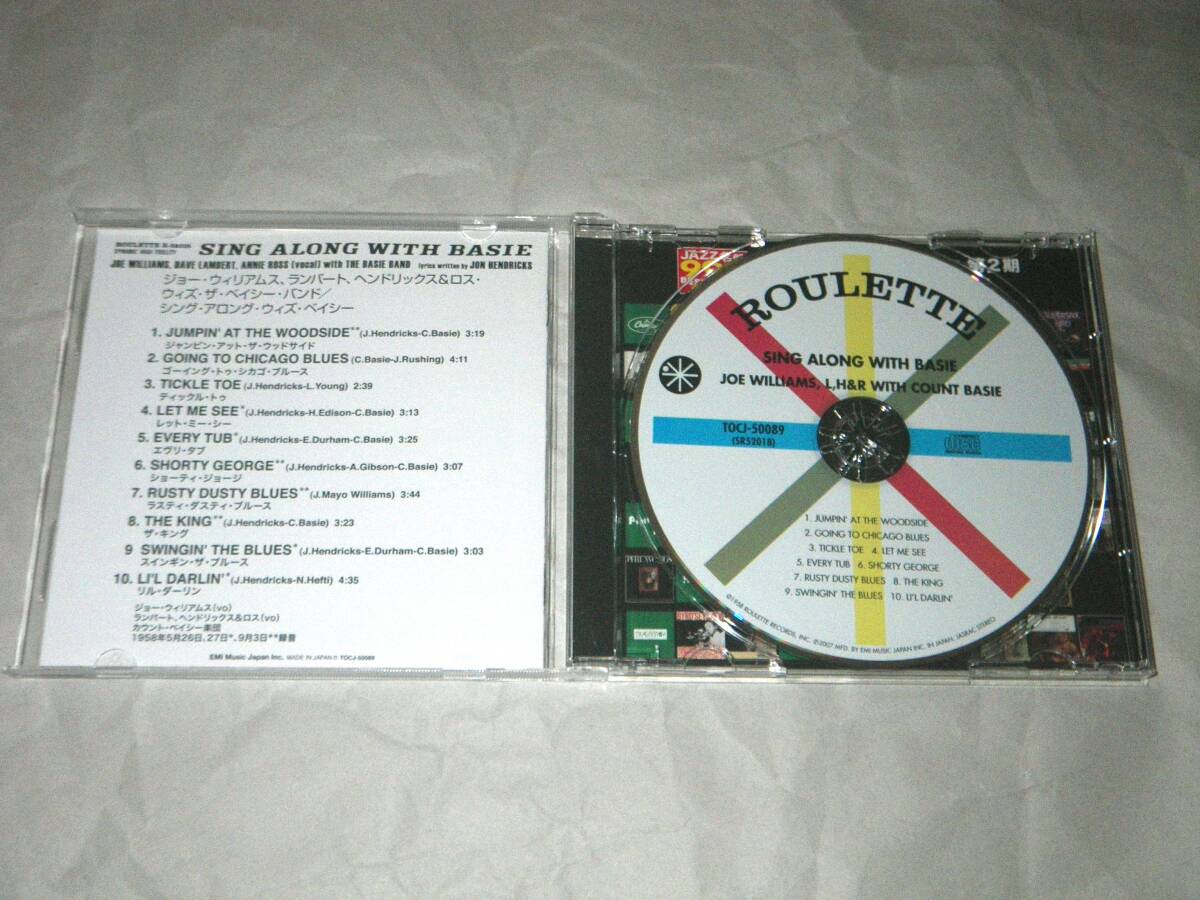 SING ALONG WITH BASIE
JOE WILLIAMS, DAVE LAMBERT, ANNIE ROSS (vocal) with THE BASIE BAND lyrics written by JON HENDRICKS
ジョー・ウィリアムス、ランバート、ヘンドリックス&ロス・
ウィズ・ザ・ベイシー・バンド/
シング・アロング・ウィズ・ベイシー
1. JUMPIN' AT THE WOODSIDE** (J.Hendricks-C.Basie) 3:19
ジャンピン・アット・ザ・ウッドサイド
2. GOING TO CHICAGO BLUES (C.Basie-J.Rushing) 4:11
ゴーイング・トゥ・シカゴ・ブルース
3. TICKLE TOE (J.Hendricks-L.Young) 2:39
ティックル・トゥ
4. LET ME SEE* (J.Hendricks-H.Edison-C.Basie) 3:13
レット・ミー・シー
5. EVERY TUB* (J.Hendricks-E.Durham-C.Basie) 3:25
エヴリ・タブ
6. SHORTY GEORGE** (J.Hendricks-A.Gibson-C.Basie) 3:07
ショーティ・ジョージ
7. RUSTY DUSTY BLUES** (J.Mayo Williams) 3:44
ラスティ・ダスティ・ブルース
8. THE KING** (J.Hendricks-C.Basie) 3:23
ザ・キング
9 SWINGIN' THE BLUES* (J.Hendricks-E.Durham-C.Basie) 3:03
スインギン・ザ・ブルース
10. LI'L DARLIN'* (J.Hendricks-N.Hefti) 4:35
リル・ダーリン
ジョー・ウィリアムス(vo)
ランバート、ヘンドリックス&ロス(vo)
カウント・ベイシー楽団
1958年5月26日、27日*、9月3日**録音
EMI Music Japan Inc. MADE IN JAPAN TOCJ-50089
JAZZ
第2期
ROULETTE
SING ALONG WITH BASIE
JOE WILLIAMS, L,H&R WITH COUNT BASIE
TOCJ-50089
(SR52018)
1. JUMPIN' AT THE WOODSIDE
2. GOING TO CHICAGO BLUES
3. TICKLE TOE 4. LET ME SEE
5. EVERY TUB 6. SHORTY GEORGE
7. RUSTY DUSTY BLUES 8. THE KING
9. SWINGIN' THE BLUES 10. LI'L DARLIN'
℗1958 ROULETTE RECORDS, INC. ©2007 MFD. BY EMI MUSIC JAPAN INC. IN JAPAN, JASRAC STEREO